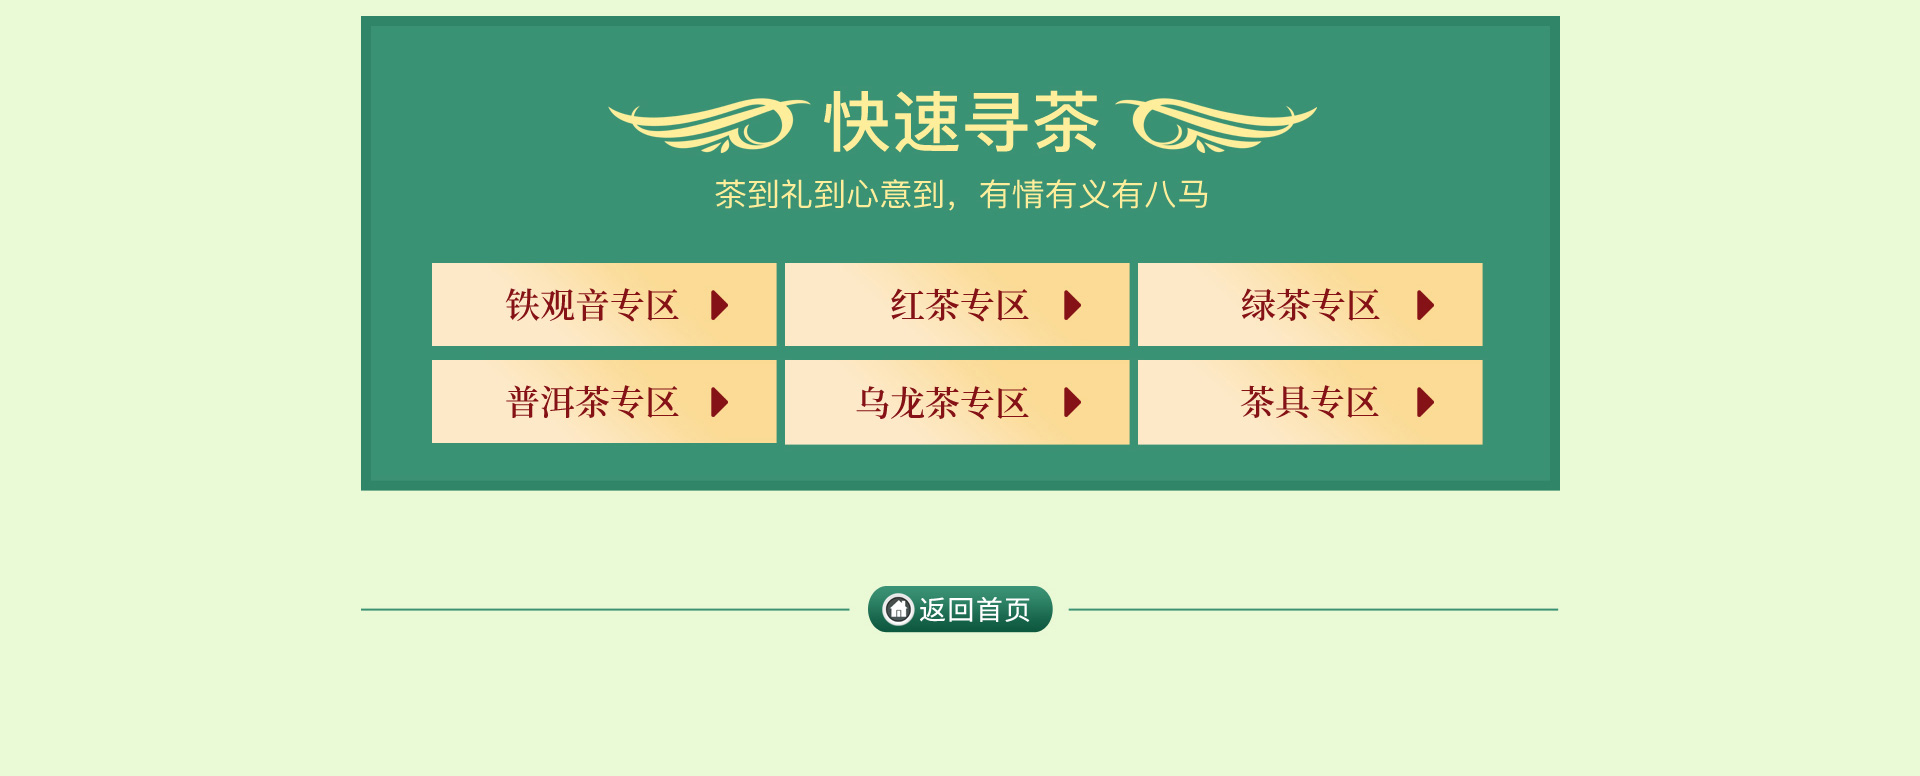 快速寻茶
茶到礼到心意到，有情有义有八马
铁观音专区
红茶专区
绿茶专区
普洱茶专区
乌龙茶专区
茶具专区
返回首页